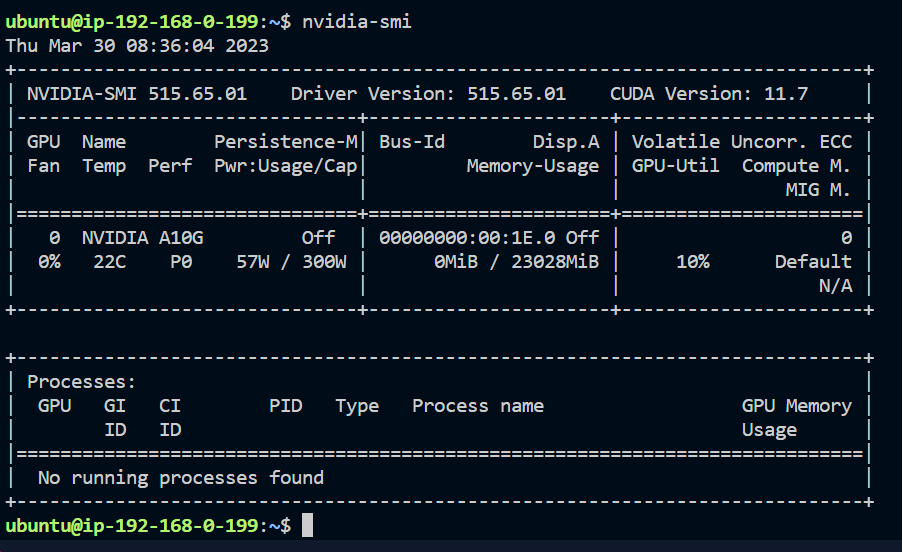 ubuntu@ip-192-168-0-199:~$ nvidia-smi
Thu Mar 30 08:36:04 2023
+-----------------------------------------------------------------------------+
| NVIDIA-SMI 515.65.01    Driver Version: 515.65.01    CUDA Version: 11.7     |
|-------------------------------+----------------------+----------------------+
| GPU  Name        Persistence-M| Bus-Id        Disp.A | Volatile Uncorr. ECC |
| Fan  Temp  Perf  Pwr:Usage/Cap|         Memory-Usage | GPU-Util  Compute M. |
|                               |                      |               MIG M. |
|===============================+======================+======================|
|   0  NVIDIA A10G         Off  | 00000000:00:1E.0 Off |                    0 |
|  0%   22C    P0    57W / 300W |      0MiB / 23028MiB |     10%      Default |
|                               |                      |                  N/A |
+-------------------------------+----------------------+----------------------+

+-----------------------------------------------------------------------------+
| Processes:                                                                  |
|  GPU   GI   CI        PID   Type   Process name                  GPU Memory |
|        ID   ID                                                   Usage      |
|=============================================================================|
|  No running processes found                                                 |
+-----------------------------------------------------------------------------+
ubuntu@ip-192-168-0-199:~$